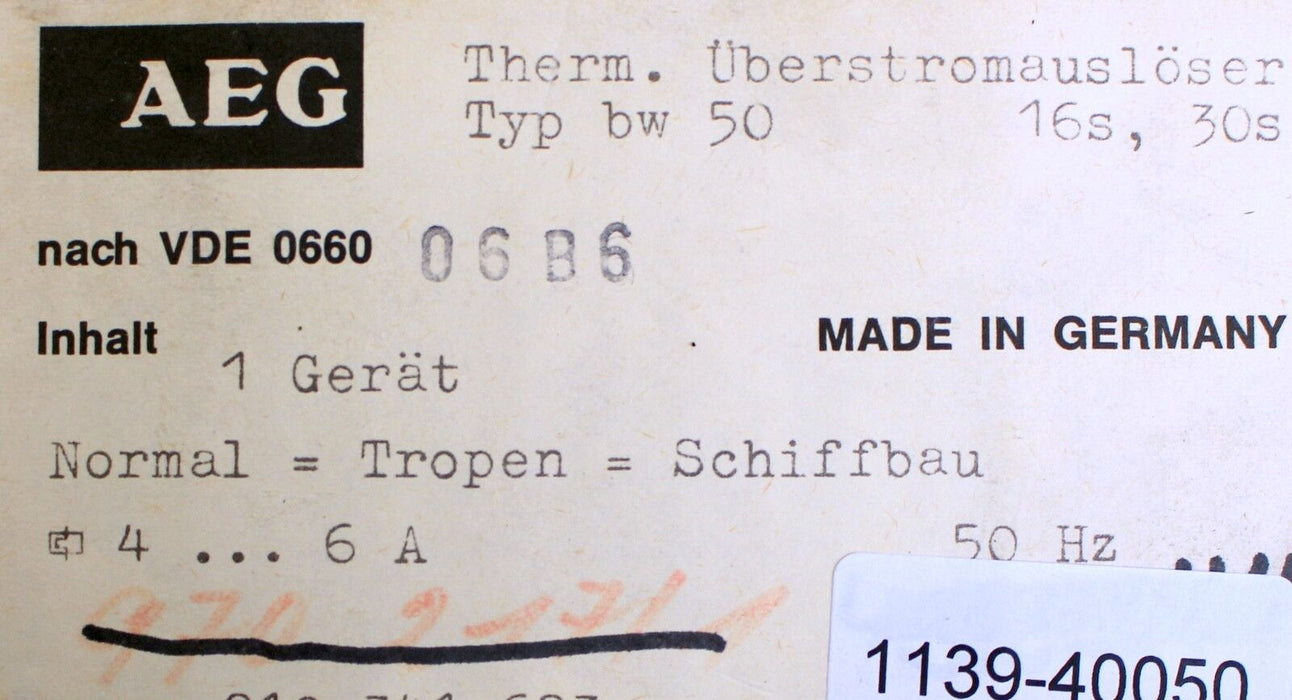 AEG
Therm. Überstromauslöser
Typ bw 50 16s, 30s
nach VDE 0660 06B6
Inhalt
MADE IN GERMANY
1 Gerät
Normal = Tropen = Schiffbau
4 ... 6 A 50 Hz
1139-40050